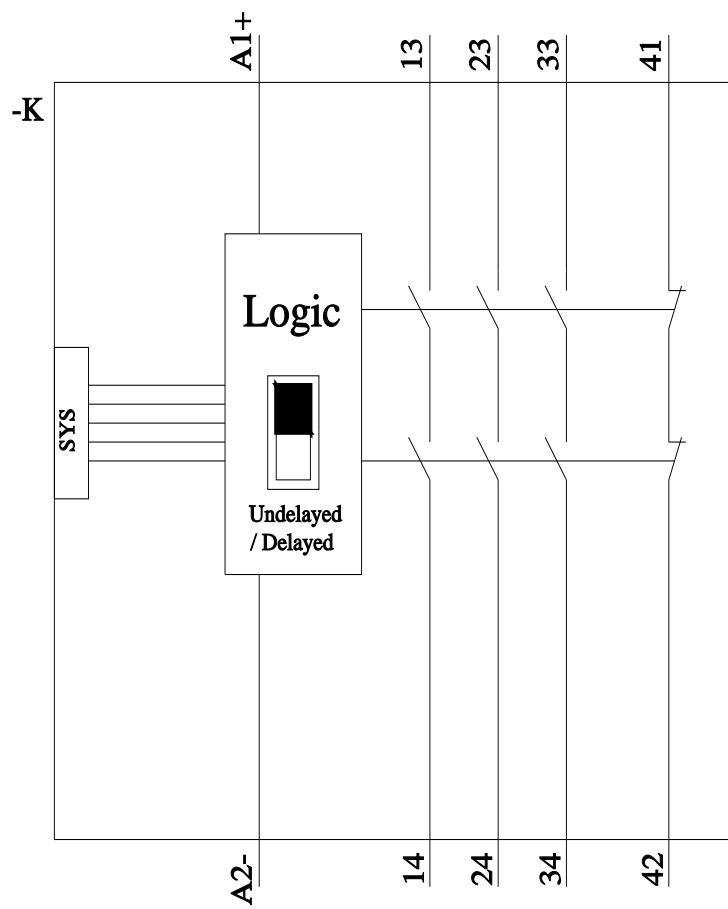 A1+
13
23
33
41
-K
Logic
SYS
Undelayed
/ Delayed
A2-
14
24
34
42